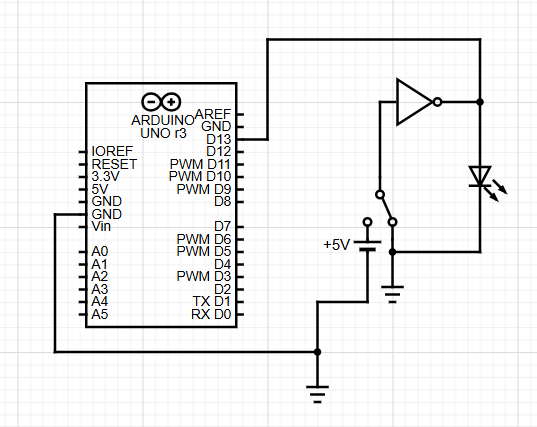 ARDUINO
UNO r3
AREF
GND
D13
D12
PWM D11
PWM D10
PWM D9
D8
D7
PWM D6
PWM D5
D4
PWM D3
D2
TX D1
RX D0
IOREF
RESET
3.3V
5V
GND
GND
Vin
A0
A1
A2
A3
A4
A5
+5V